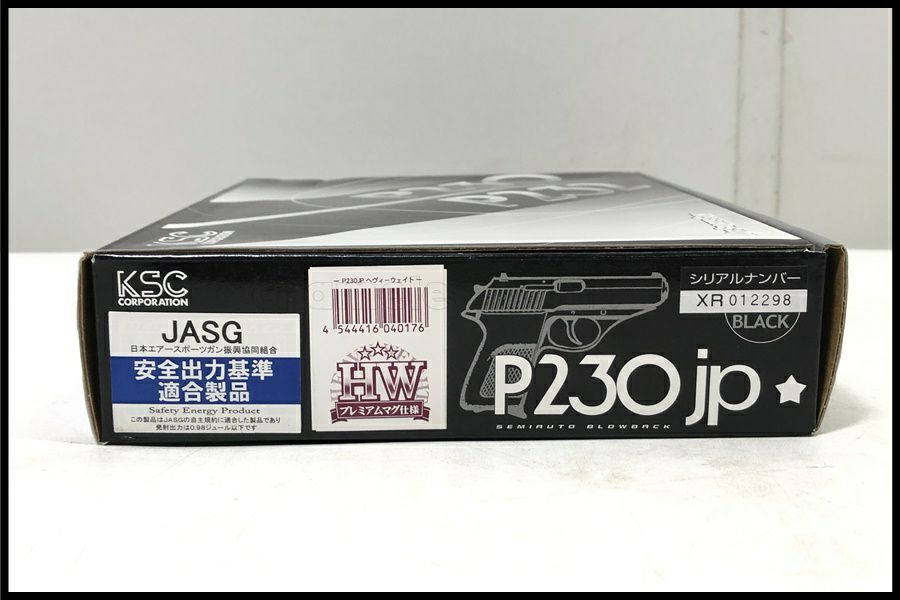 P230
KSC
CORPORATION
JASG
日本エアースポーツガン振興協同組合
安全出力基準
適合製品
Safety Energy Product
この製品はJASGの自主規約に適合した製品であり
発射出力は0.98ジュール以下です
P230JP ヘヴィーウェイト
4 544416 040176
HW
プレミアムマグ仕様
シリアルナンバー
XR 012298
BLACK
P230 jp
SEMIAUTO BLOWBACK